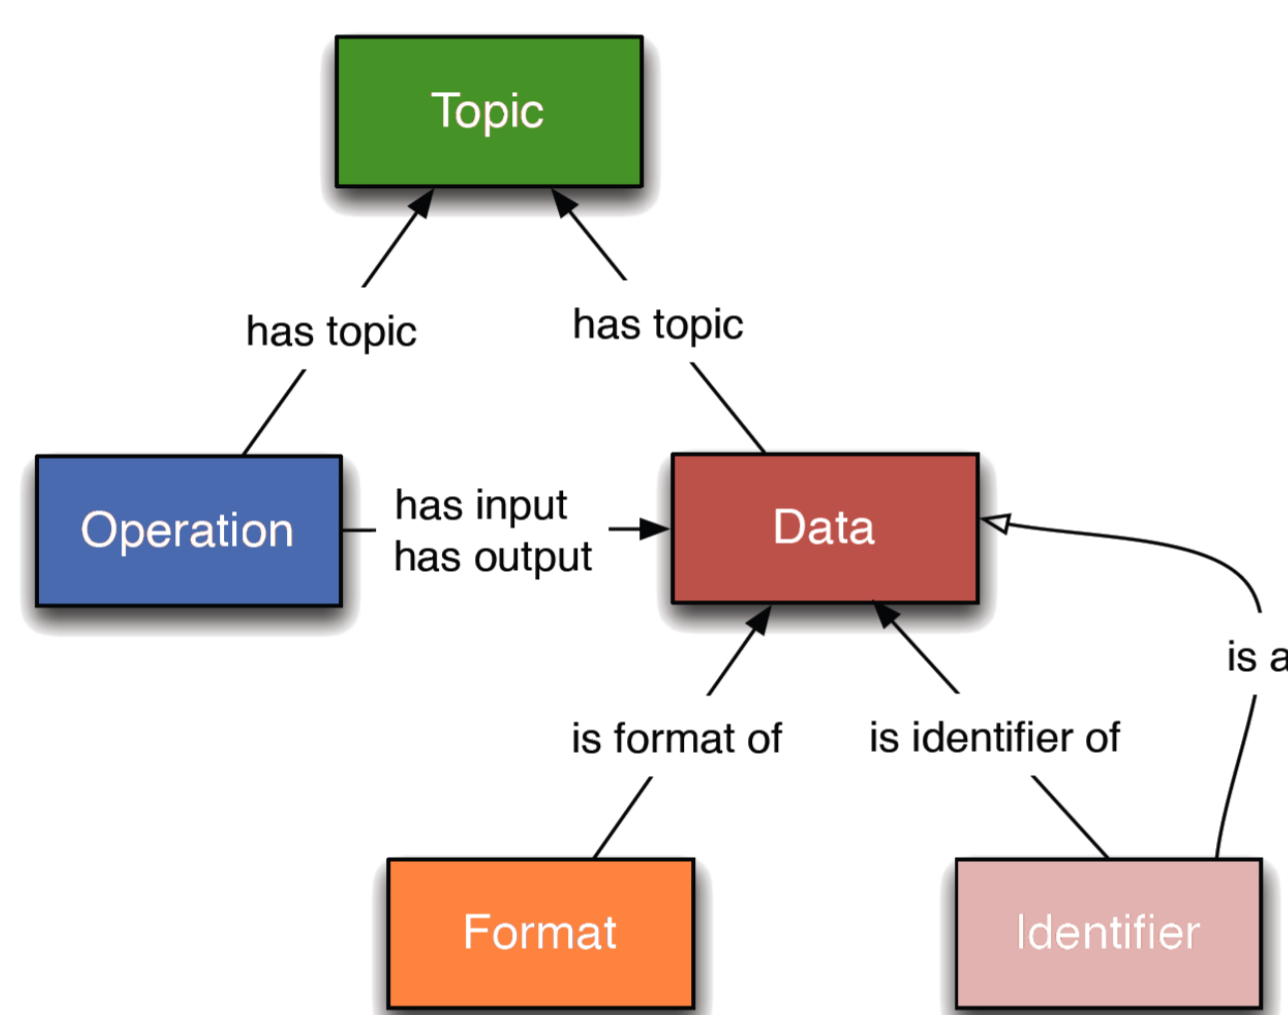 Topic
has topic
has topic
Operation
has input
has output
Data
is a
is format of
is identifier of
Format
Identifier